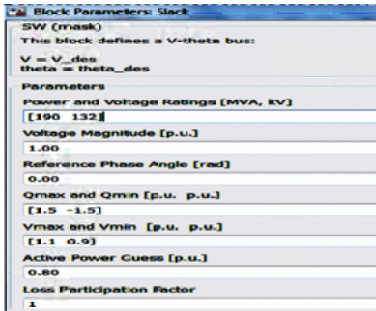 Block Parameters: Slack
SW (mask)
This block defines a V-theta bus:
V = V_des
theta = theta_des
Parameters
Power and Voltage Ratings [MVA, kV]
[190 132]
Voltage Magnitude [p.u.]
1.00
Reference Phase Angle [rad]
0.00
Qmax and Qmin [p.u. p.u.]
[1.5 -1.5]
Vmax and Vmin [p.u. p.u.]
[1.1 0.9]
Active Power Guess [p.u.]
0.80
Loss Participation Factor
1